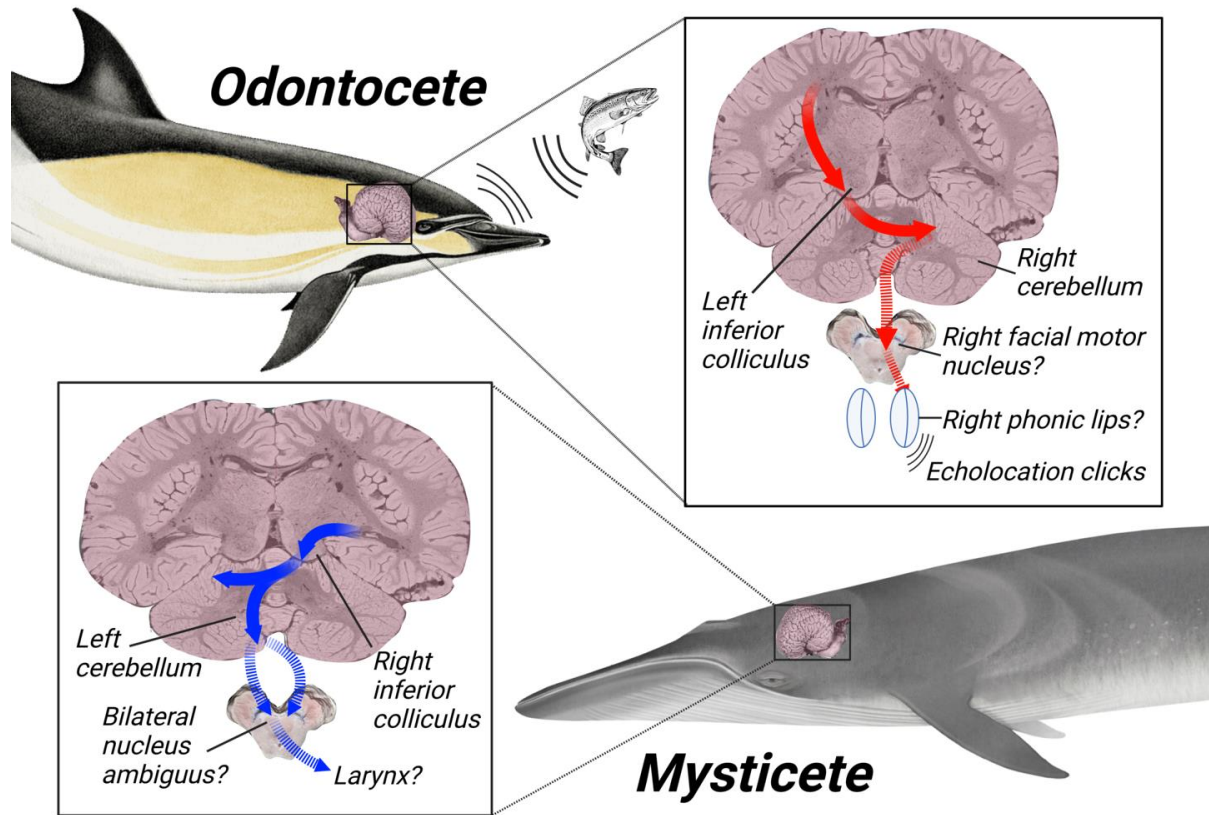 Odontocete
Left
inferior
colliculus
Right
cerebellum
Right facial motor
nucleus?
Right phonic lips?
Echolocation clicks
Left
cerebellum
Right
inferior
colliculus
Bilateral
nucleus
ambiguus?
Larynx?
Mysticete